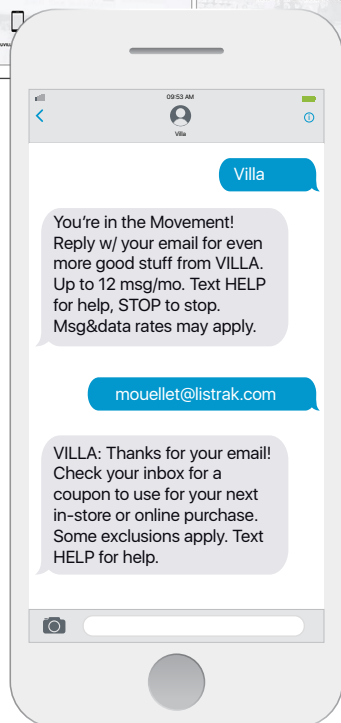 09:53 AM
Villa
Villa
You’re in the Movement!
Reply w/ your email for even
more good stuff from VILLA.
Up to 12 msg/mo. Text HELP
for help, STOP to stop.
Msg&data rates may apply.
mouellet@listrak.com
VILLA: Thanks for your email!
Check your inbox for a
coupon to use for your next
in-store or online purchase.
Some exclusions apply. Text
HELP for help.